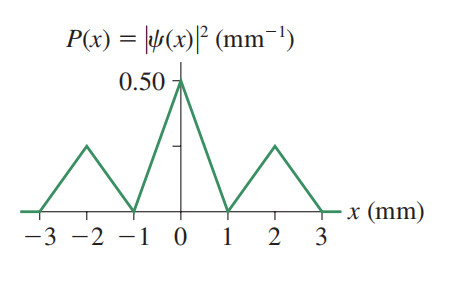 P(x) = |ψ(x)|² (mm⁻¹)
0.50
x (mm)
−3 −2 −1 0 1 2 3